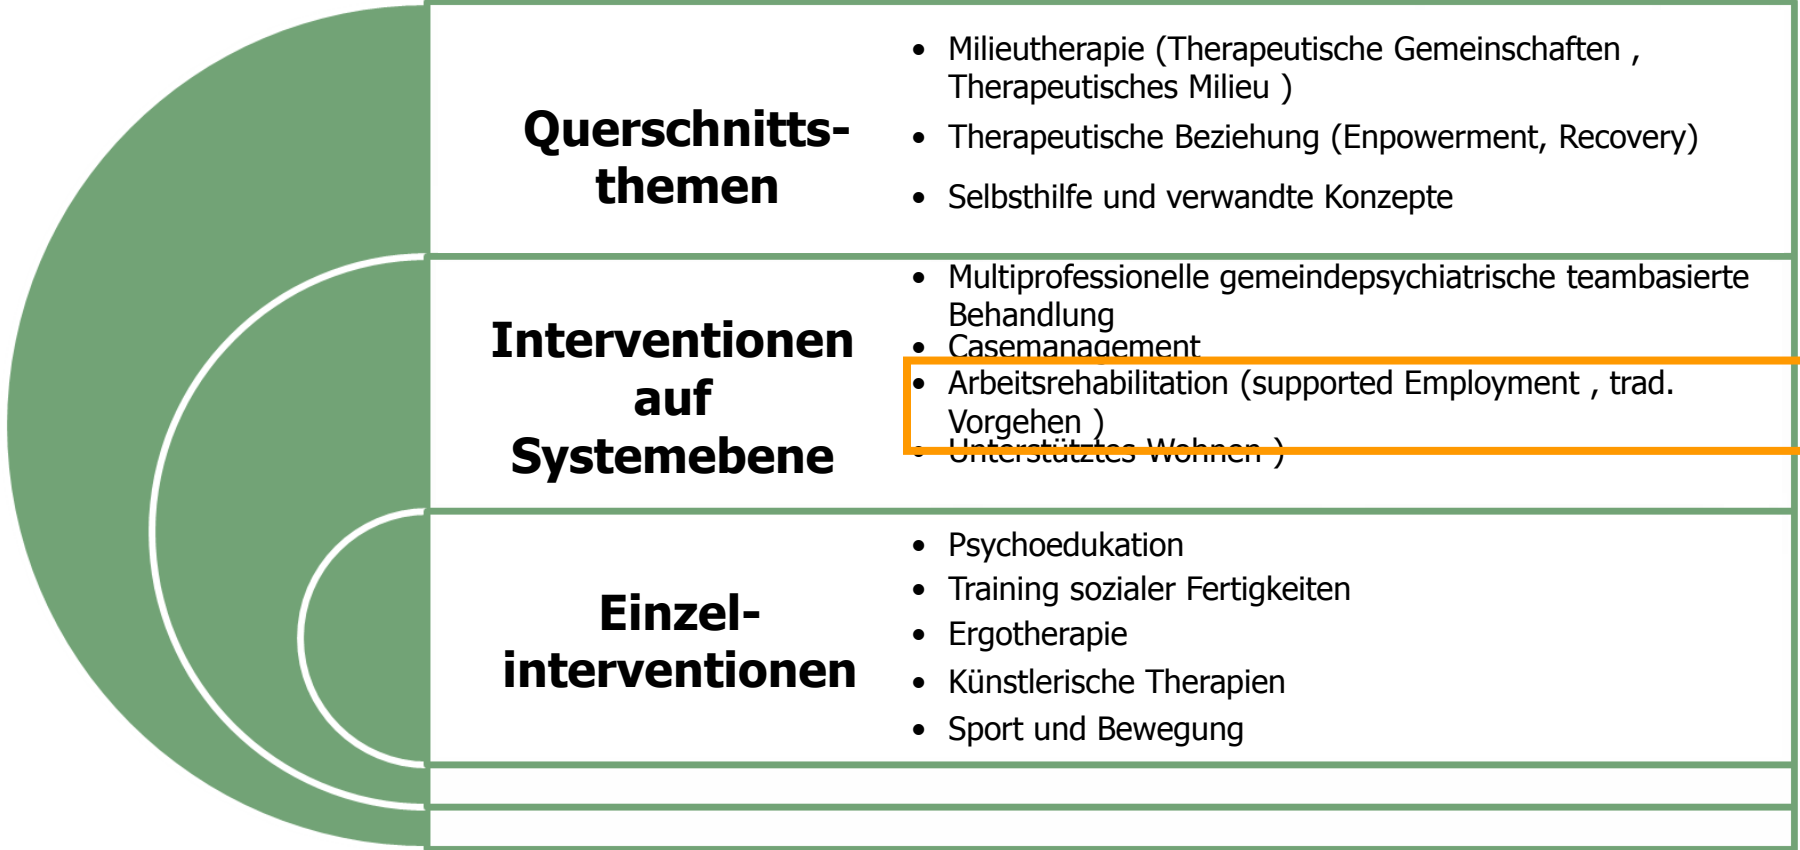 Querschnitts-
themen
• Milieutherapie (Therapeutische Gemeinschaften ,
Therapeutisches Milieu )
• Therapeutische Beziehung (Enpowerment, Recovery)
• Selbsthilfe und verwandte Konzepte
Interventionen
auf
Systemebene
• Multiprofessionelle gemeindepsychiatrische teambasierte
Behandlung
• Casemanagement
• Arbeitsrehabilitation (supported Employment , trad.
Vorgehen )
• Unterstütztes Wohnen )
Einzel-
interventionen
• Psychoedukation
• Training sozialer Fertigkeiten
• Ergotherapie
• Künstlerische Therapien
• Sport und Bewegung